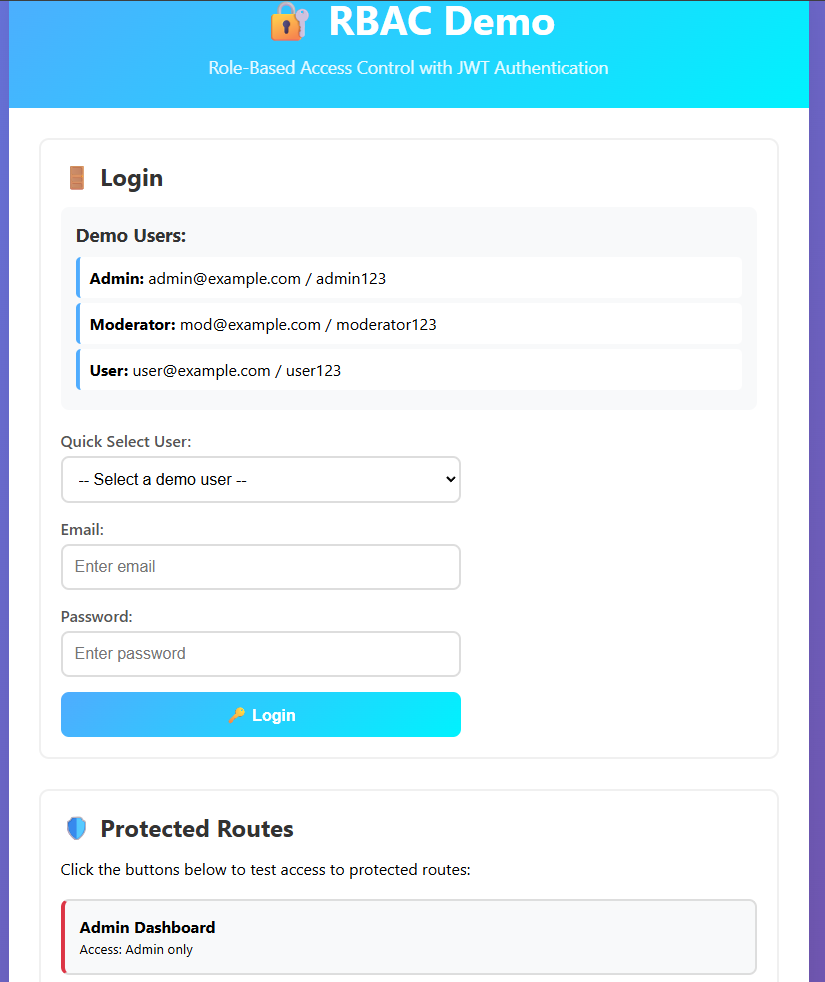 RBAC Demo
Role-Based Access Control with JWT Authentication
Login
Demo Users:
Admin: admin@example.com / admin123
Moderator: mod@example.com / moderator123
User: user@example.com / user123
Quick Select User:
-- Select a demo user --
Email:
Enter email
Password:
Enter password
Login
Protected Routes
Click the buttons below to test access to protected routes:
Admin Dashboard
Access: Admin only